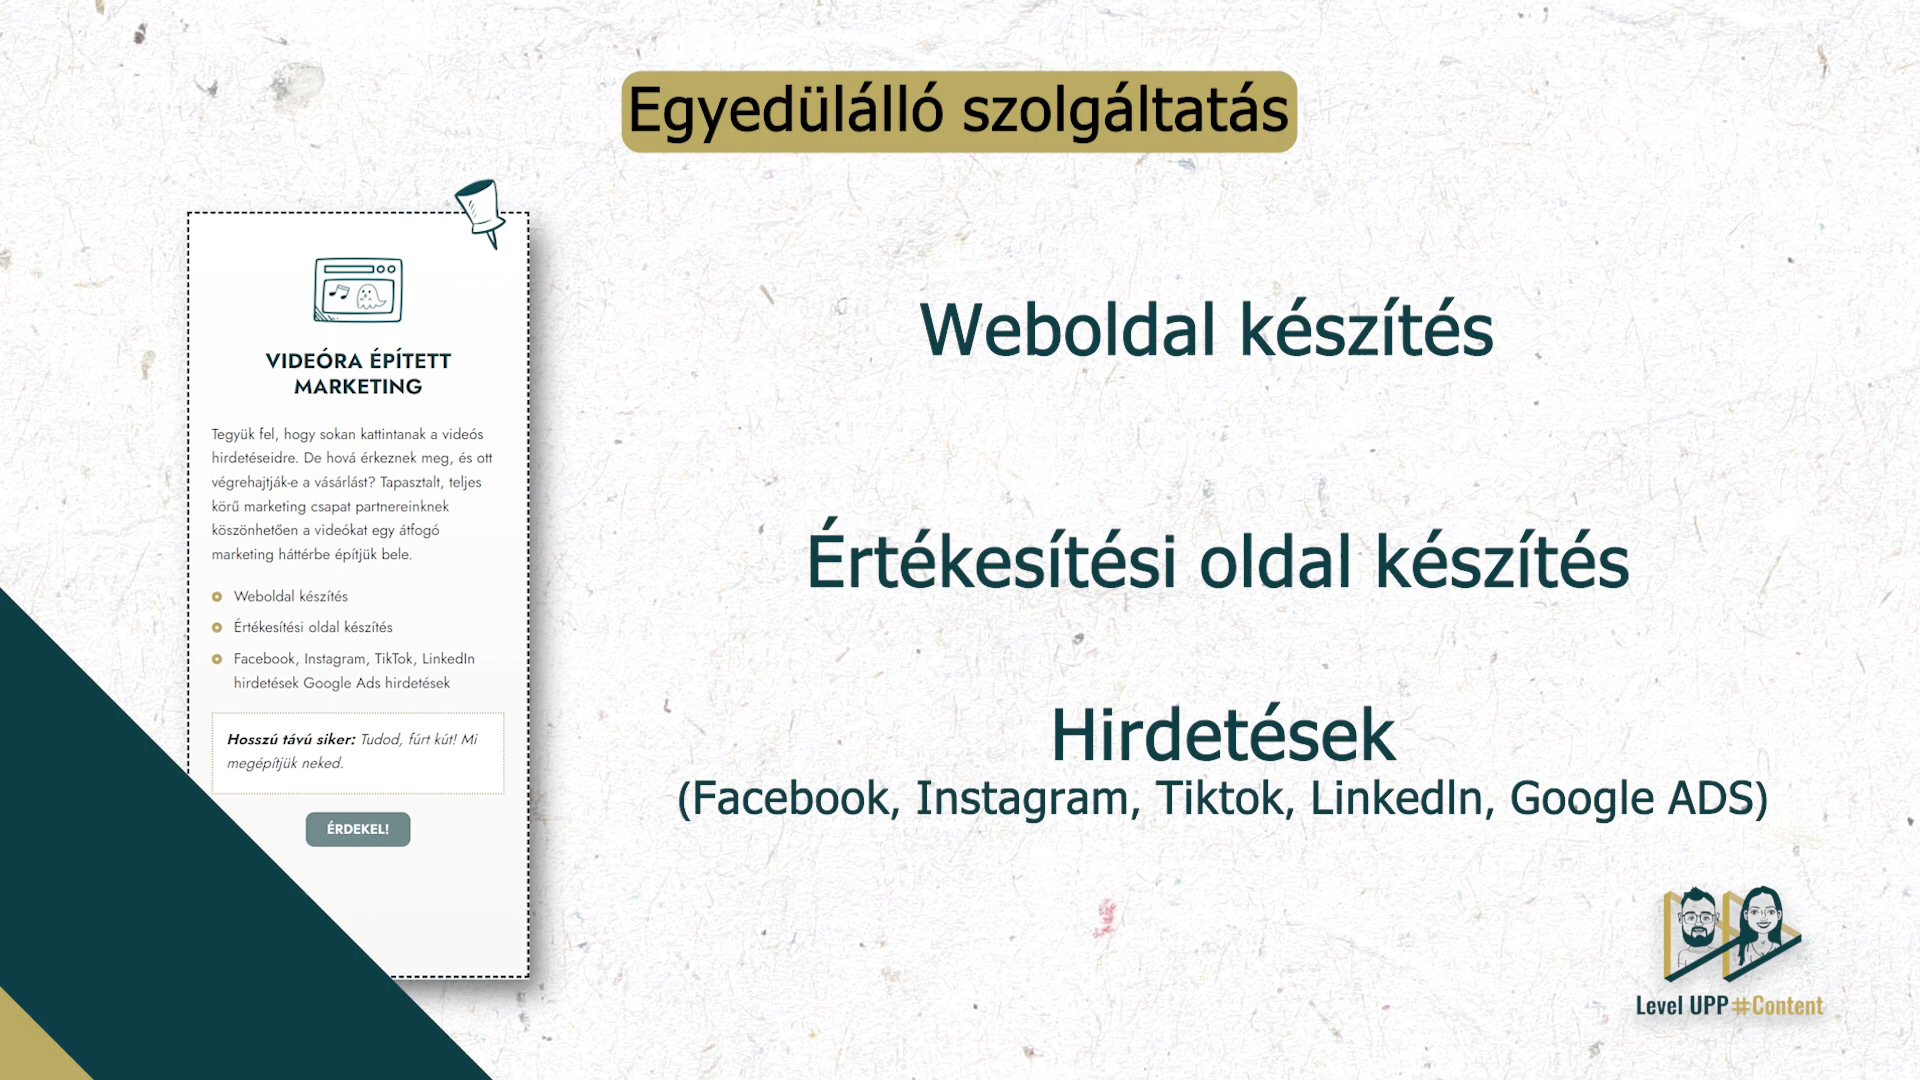 Egyedülálló szolgáltatás
VIDEÓRA ÉPÍTETT
MARKETING
Tegyük fel, hogy sokan kattintanak a videós
hirdetéseidre. De hová érkeznek meg, és ott
végrehajtják-e a vásárlást? Tapasztalt, teljes
körű marketing csapat partnereinknek
köszönhetően a videókat egy átfogó
marketing háttérbe építjük bele.
Weboldal készítés
Értékesítési oldal készítés
Facebook, Instagram, TikTok, LinkedIn
hirdetések Google Ads hirdetések
Hosszú távú siker: Tudod, fúrt kút! Mi
megépítjük neked.
ÉRDEKEL!
Weboldal készítés
Értékesítési oldal készítés
Hirdetések
(Facebook, Instagram, Tiktok, LinkedIn, Google ADS)
Level UPP#Content